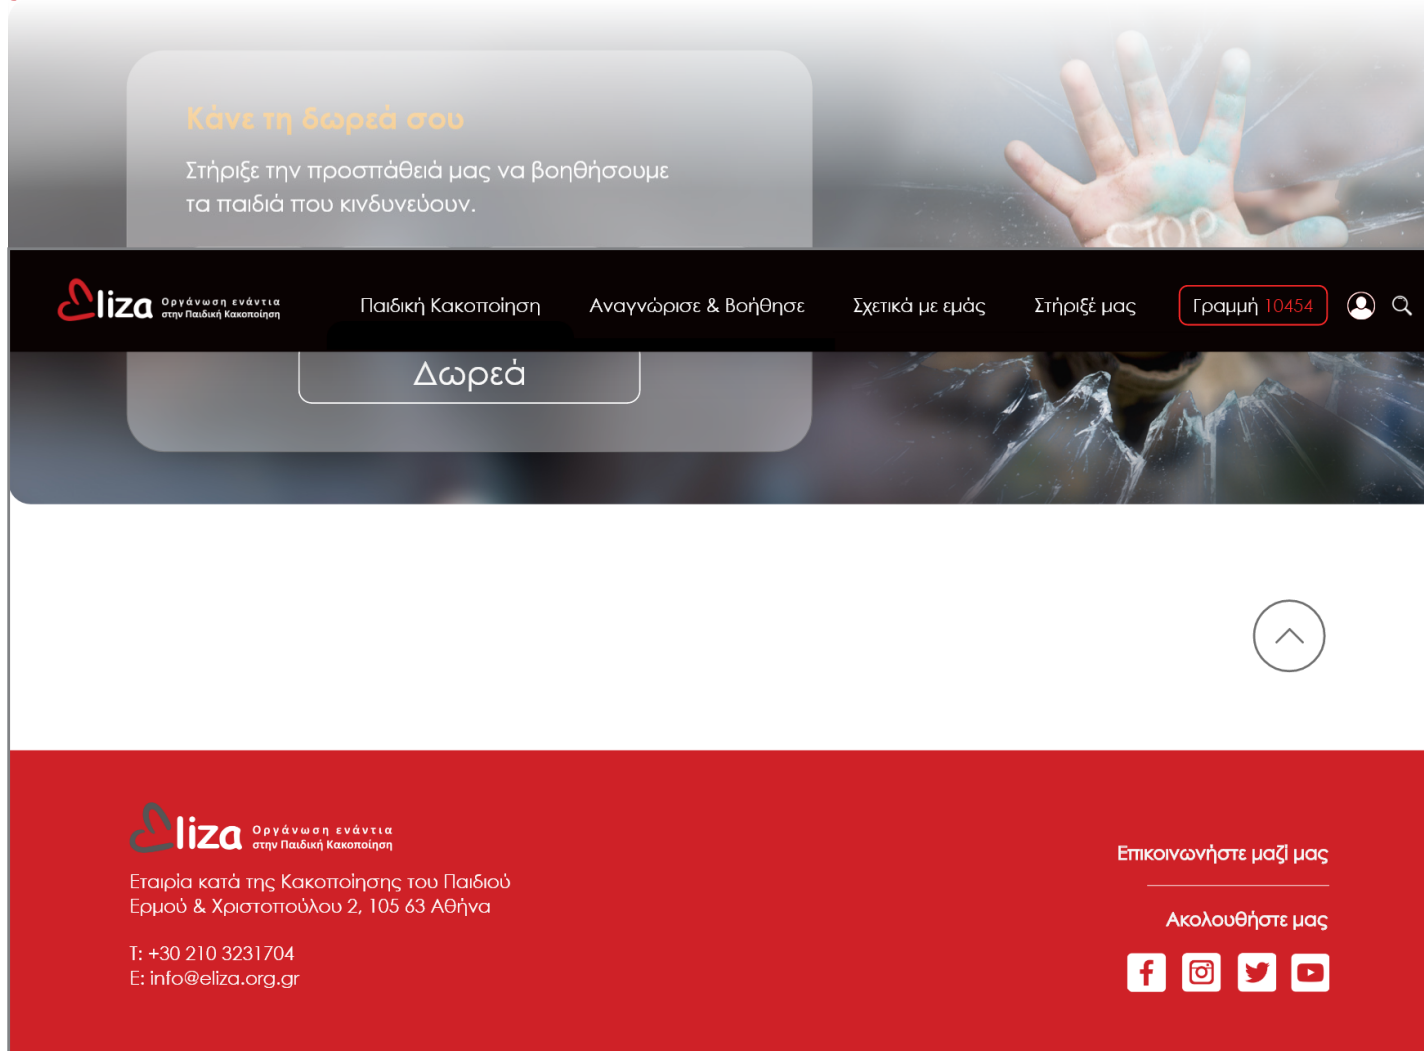 Κάνε τη δωρεά σου
Στήριξε την προσπάθειά μας να βοηθήσουμε
τα παιδιά που κινδυνεύουν.
STOP
eliza Οργάνωση ενάντια
στην Παιδική Κακοποίηση
Παιδική Κακοποίηση
Αναγνώρισε & Βοήθησε
Σχετικά με εμάς
Στήριξέ μας
Γραμμή 10454
Δωρεά
eliza Οργάνωση ενάντια
στην Παιδική Κακοποίηση
Εταιρία κατά της Κακοποίησης του Παιδιού
Ερμού & Χριστοπούλου 2, 105 63 Αθήνα
T: +30 210 3231704
E: info@eliza.org.gr
Επικοινωνήστε μαζί μας
Ακολουθήστε μας